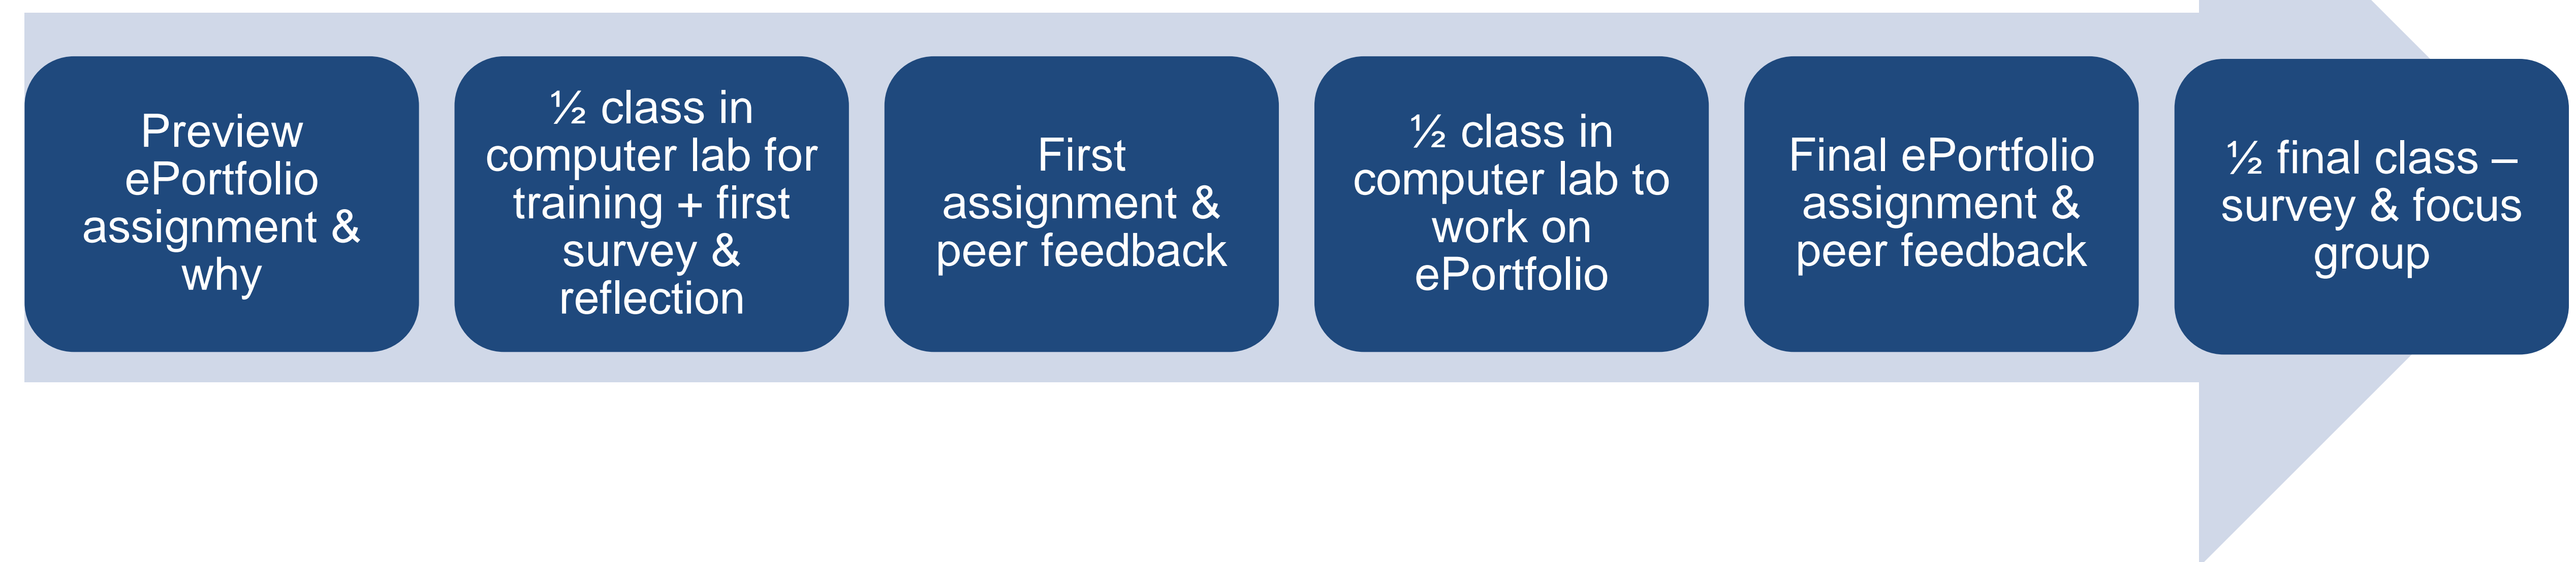 Preview
ePortfolio
assignment &
why
½ class in
computer lab for
training + first
survey &
reflection
First
assignment &
peer feedback
½ class in
computer lab to
work on
ePortfolio
Final ePortfolio
assignment &
peer feedback
½ final class –
survey & focus
group